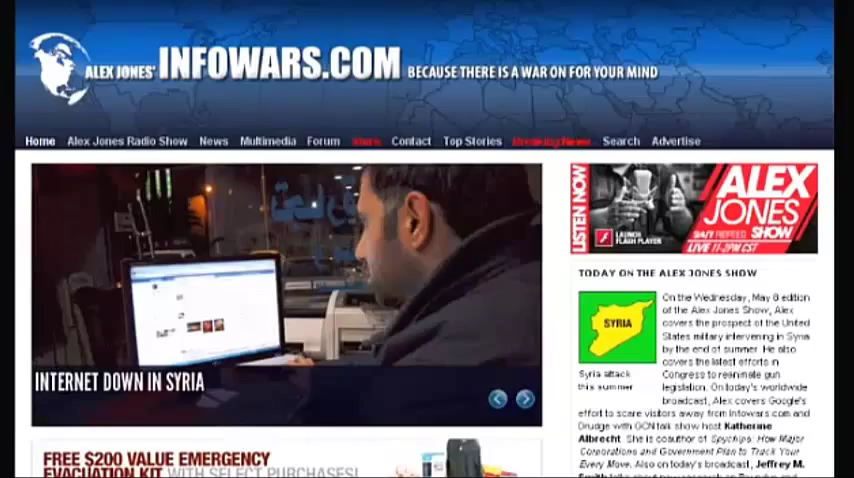 ALEX JONES' INFOWARS.COM BECAUSE THERE IS A WAR ON FOR YOUR MIND
Home Alex Jones Radio Show News Multimedia Forum Store Contact Top Stories Breaking News Search Advertise
INTERNET DOWN IN SYRIA
FREE $200 VALUE EMERGENCY
EVACUATION KIT WITH SELECT PURCHASES!
LISTEN NOW
ALEX
JONES
SHOW
LAUNCH
FLASH PLAYER
LIVE 11-2PM CST
TODAY ON THE ALEX JONES SHOW
SYRIA
Syria attack
this summer
On the Wednesday, May 8 edition
of the Alex Jones Show, Alex
covers the prospect of the United
States military intervening in Syria
by the end of summer. He also
covers the latest efforts in
Congress to reanimate gun
legislation. On today's worldwide
broadcast, Alex covers Google's
effort to scare visitors away from Infowars.com and
Drudge with GCN talk show host Katherine
Albrecht. She is coauthor of Spychips: How Major
Corporations and Government Plan to Track Your
Every Move. Also on today's broadcast, Jeffrey M.